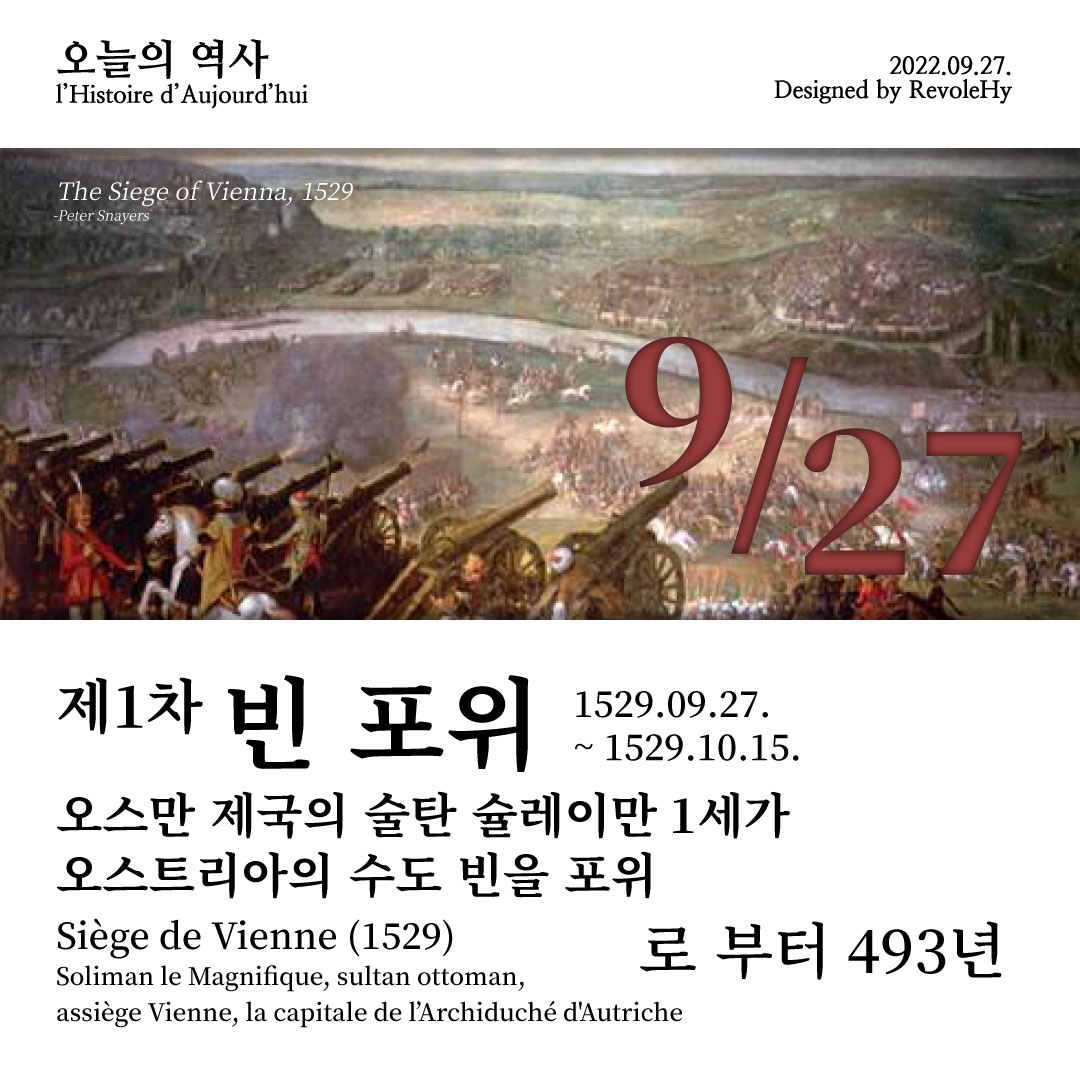 오늘의 역사
l’Histoire d’Aujourd’hui
2022.09.27.
Designed by RevoleHy
The Siege of Vienna, 1529
-Peter Snayers
9/27
제1차 빈 포위
1529.09.27.
~ 1529.10.15.
오스만 제국의 술탄 슐레이만 1세가
오스트리아의 수도 빈을 포위
Siège de Vienne (1529)
Soliman le Magnifique, sultan ottoman,
assiège Vienne, la capitale de l’Archiduché d'Autriche
로 부터 493년